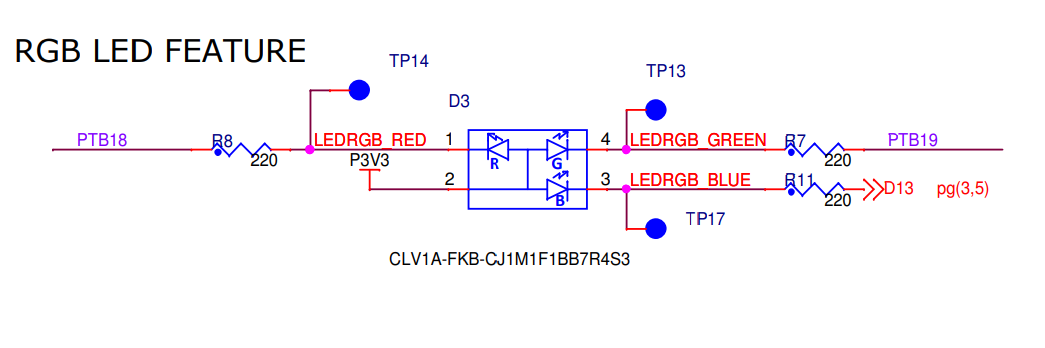 RGB LED FEATURE
TP14
TP13
D3
PTB18
R8
220
LEDRGB_RED
1
4
LEDRGB_GREEN
R7
220
PTB19
P3V3
R
G
2
3
LEDRGB_BLUE
R11
220
D13
pg(3,5)
B
TP17
CLV1A-FKB-CJ1M1F1BB7R4S3